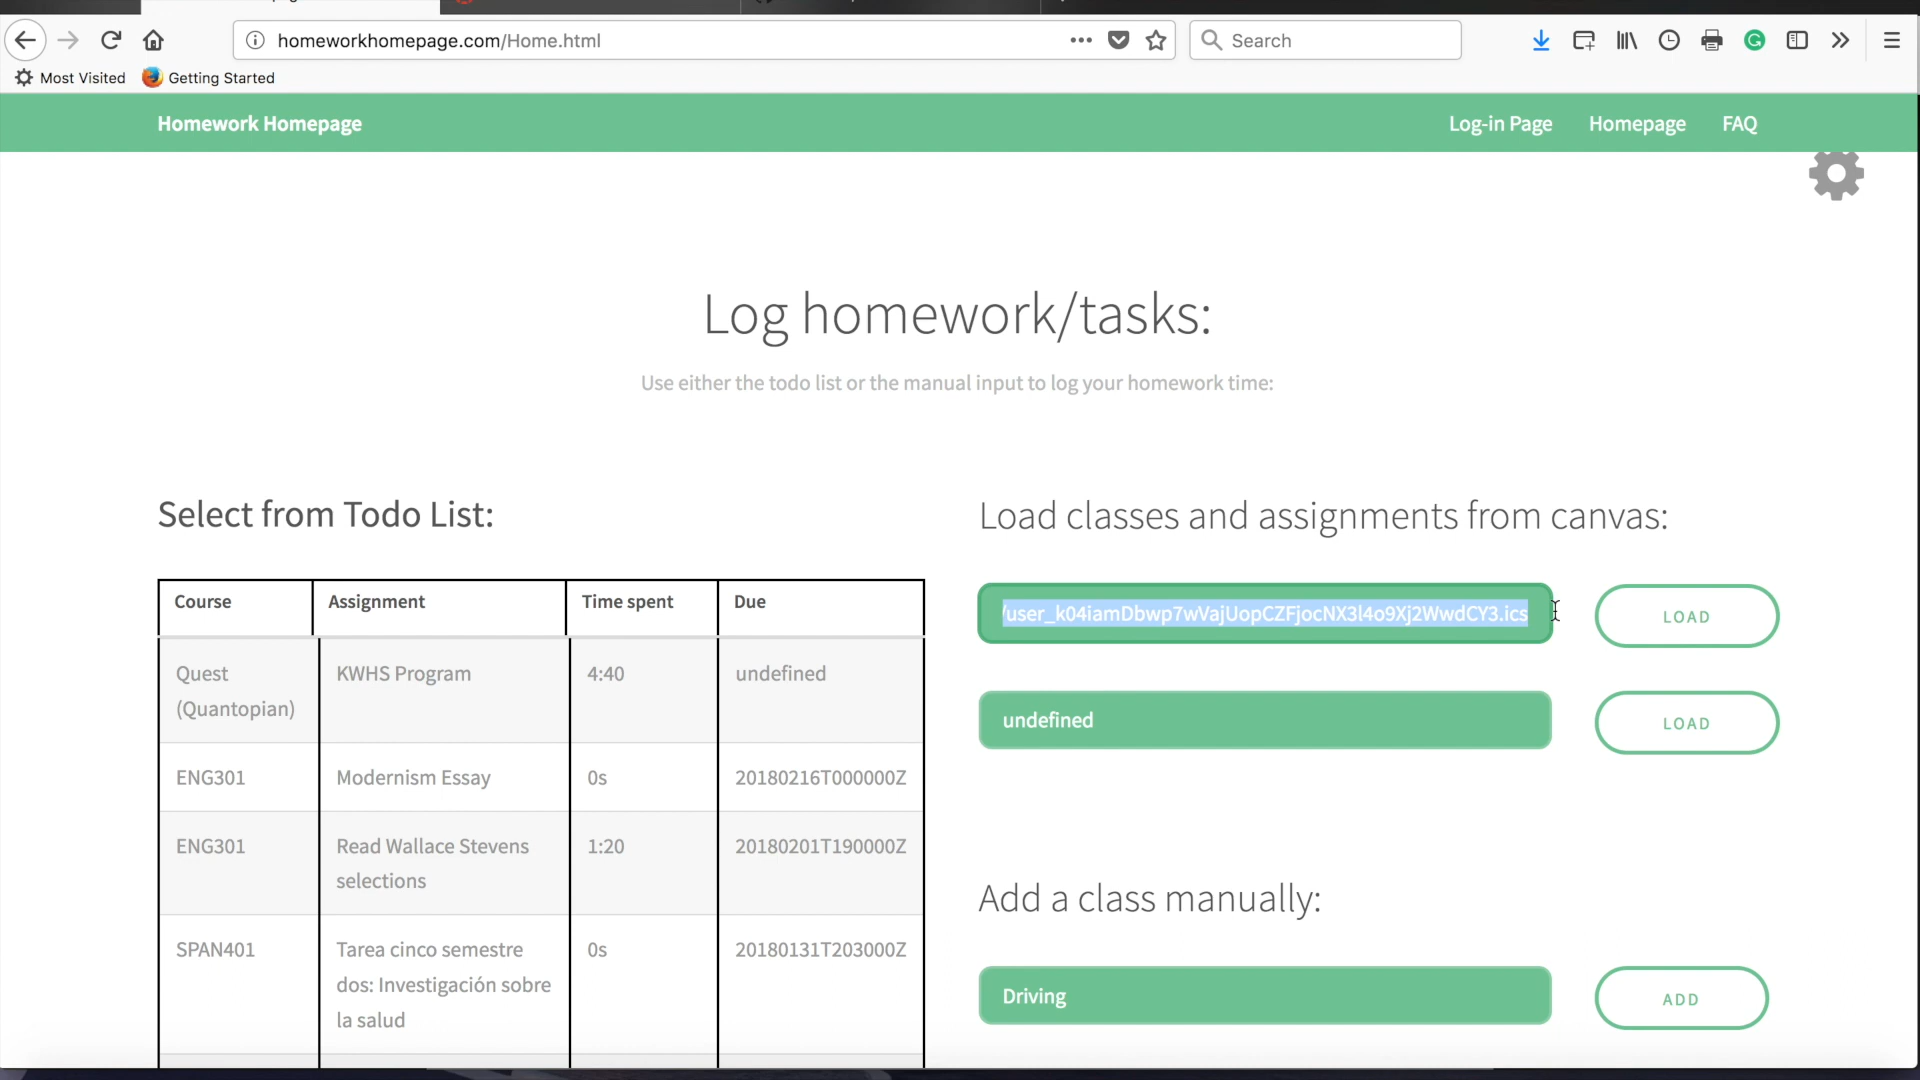 homeworkhomepage.com/Home.html
Search
Most Visited
Getting Started
Homework Homepage
Log-in Page
Homepage
FAQ
Log homework/tasks:
Use either the todo list or the manual input to log your homework time:
Select from Todo List:
Course Assignment Time spent Due
Quest KWHS Program 4:40 undefined
(Quantopian)
ENG301 Modernism Essay 0s 20180216T000000Z
ENG301 Read Wallace Stevens 1:20 20180201T190000Z
selections
SPAN401 Tarea cinco semestre 0s 20180131T203000Z
dos: Investigación sobre
la salud
Load classes and assignments from canvas:
/user_k04iamDbwp7wVajUopCZFjocNX3l4o9Xj2WwdCY3.ics
LOAD
undefined
LOAD
Add a class manually:
Driving
ADD